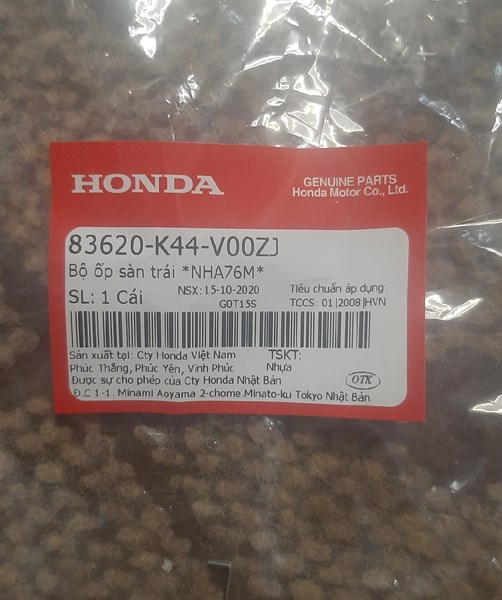 HONDA
GENUINE PARTS
Honda Motor Co., Ltd.
83620-K44-V00ZJ
Bộ ốp sàn trái *NHA76M*
SL: 1 Cái
NSX: 15-10-2020
G0T15S
Tiêu chuẩn áp dụng:
TCCS: 01|2008|HVN
Sản xuất tại: Cty Honda Việt Nam
Phúc Thắng, Phúc Yên, Vĩnh Phúc
TSKT:
Nhựa
Được sự cho phép của Cty Honda Nhật Bản
OTK
Đ.C 1-1, Minami Aoyama 2-chome Minato-ku Tokyo Nhật Bản